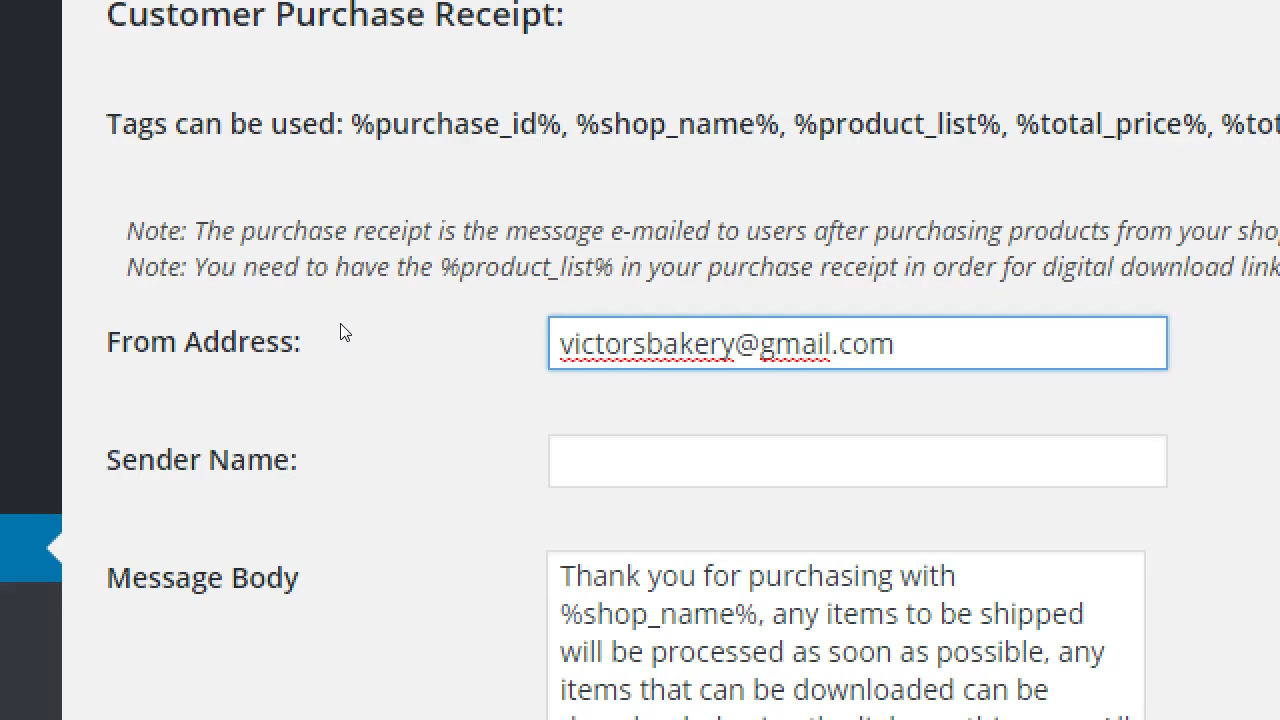 Customer Purchase Receipt:
Tags can be used: %purchase_id%, %shop_name%, %product_list%, %total_price%,
Note: The purchase receipt is the message e-mailed to users after purchasing products from your
Note: You need to have the %product_list% in your purchase receipt in order for digital download
From Address:
victorsbakery@gmail.com
Sender Name:
Message Body
Thank you for purchasing with
%shop_name%, any items to be shipped
will be processed as soon as possible, any
items that can be downloaded can be